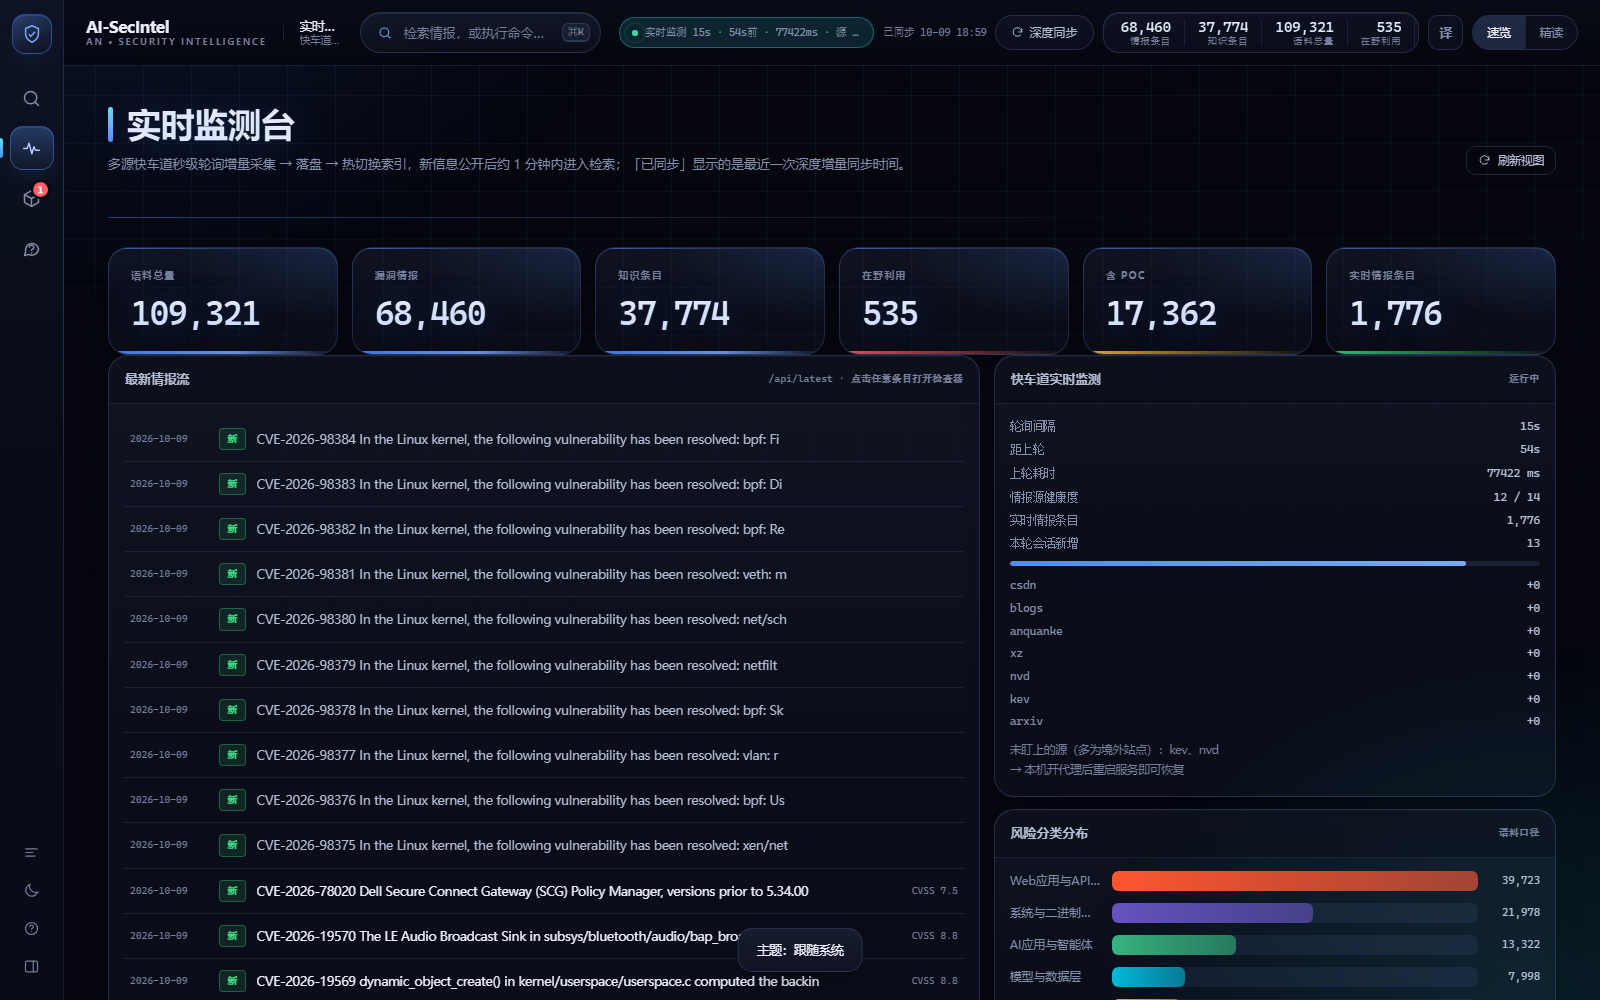 AI-SecIntel
AN • SECURITY INTELLIGENCE
实时...
快车道...
检索情报，或执行命令... ⌘K
实时监测 15s · 54s前 · 77422ms · 源 …
已同步 10-09 18:59
深度同步
68,460
情报条目
37,774
知识条目
109,321
语料总量
535
在野利用
译
速览
精读
1
实时监测台
多源快车道秒级轮询增量采集 → 落盘 → 热切换索引，新信息公开后约 1 分钟内进入检索；「已同步」显示的是最近一次深度增量同步时间。
刷新视图
语料总量
109,321
漏洞情报
68,460
知识条目
37,774
在野利用
535
含 POC
17,362
实时情报条目
1,776
最新情报流
/api/latest · 点击任意条目打开检查器
2026-10-09 新 CVE-2026-98384 In the Linux kernel, the following vulnerability has been resolved: bpf: Fi
2026-10-09 新 CVE-2026-98383 In the Linux kernel, the following vulnerability has been resolved: bpf: Di
2026-10-09 新 CVE-2026-98382 In the Linux kernel, the following vulnerability has been resolved: bpf: Re
2026-10-09 新 CVE-2026-98381 In the Linux kernel, the following vulnerability has been resolved: veth: m
2026-10-09 新 CVE-2026-98380 In the Linux kernel, the following vulnerability has been resolved: net/sch
2026-10-09 新 CVE-2026-98379 In the Linux kernel, the following vulnerability has been resolved: netfilt
2026-10-09 新 CVE-2026-98378 In the Linux kernel, the following vulnerability has been resolved: bpf: Sk
2026-10-09 新 CVE-2026-98377 In the Linux kernel, the following vulnerability has been resolved: vlan: r
2026-10-09 新 CVE-2026-98376 In the Linux kernel, the following vulnerability has been resolved: bpf: Us
2026-10-09 新 CVE-2026-98375 In the Linux kernel, the following vulnerability has been resolved: xen/net
2026-10-09 新 CVE-2026-78020 Dell Secure Connect Gateway (SCG) Policy Manager, versions prior to 5.34.00 CVSS 7.5
2026-10-09 新 CVE-2026-19570 The LE Audio Broadcast Sink in subsys/bluetooth/audio/bap_bro CVSS 8.8
2026-10-09 新 CVE-2026-19569 dynamic_object_create() in kernel/userspace/userspace.c computed the backin CVSS 8.8
主题：跟随系统
快车道实时监测
运行中
轮询间隔 15s
距上轮 54s
上轮耗时 77422 ms
情报源健康度 12 / 14
实时情报条目 1,776
本轮会话新增 13
csdn +0
blogs +0
anquanke +0
xz +0
nvd +0
kev +0
arxiv +0
未盯上的源（多为境外站点）：kev、nvd
→ 本机开代理后重启服务即可恢复
风险分类分布
语料口径
Web应用与API... 39,723
系统与二进制... 21,978
AI应用与智能体 13,322
模型与数据层 7,998